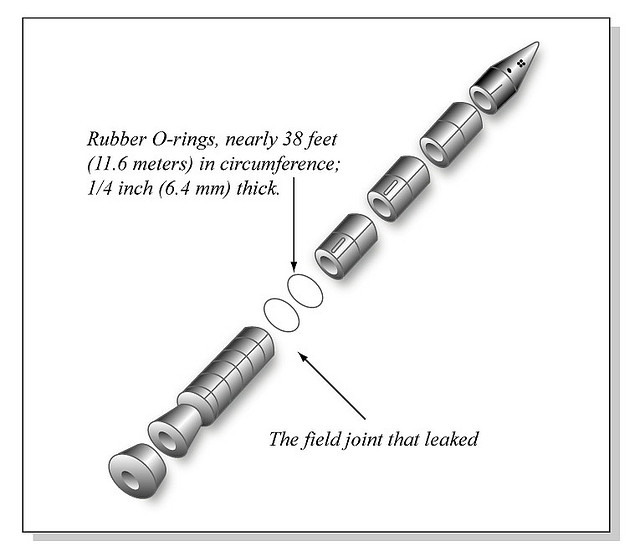 Rubber O-rings, nearly 38 feet
(11.6 meters) in circumference;
1/4 inch (6.4 mm) thick.
The field joint that leaked